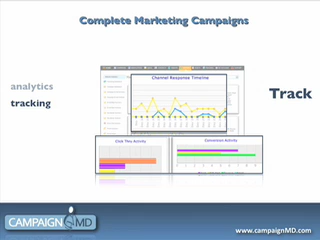 Complete Marketing Campaigns
analytics
tracking
Channel Response Timeline
Track
Click Thru Activity
Conversion Activity
CAMPAIGN MD
www.campaignMD.com